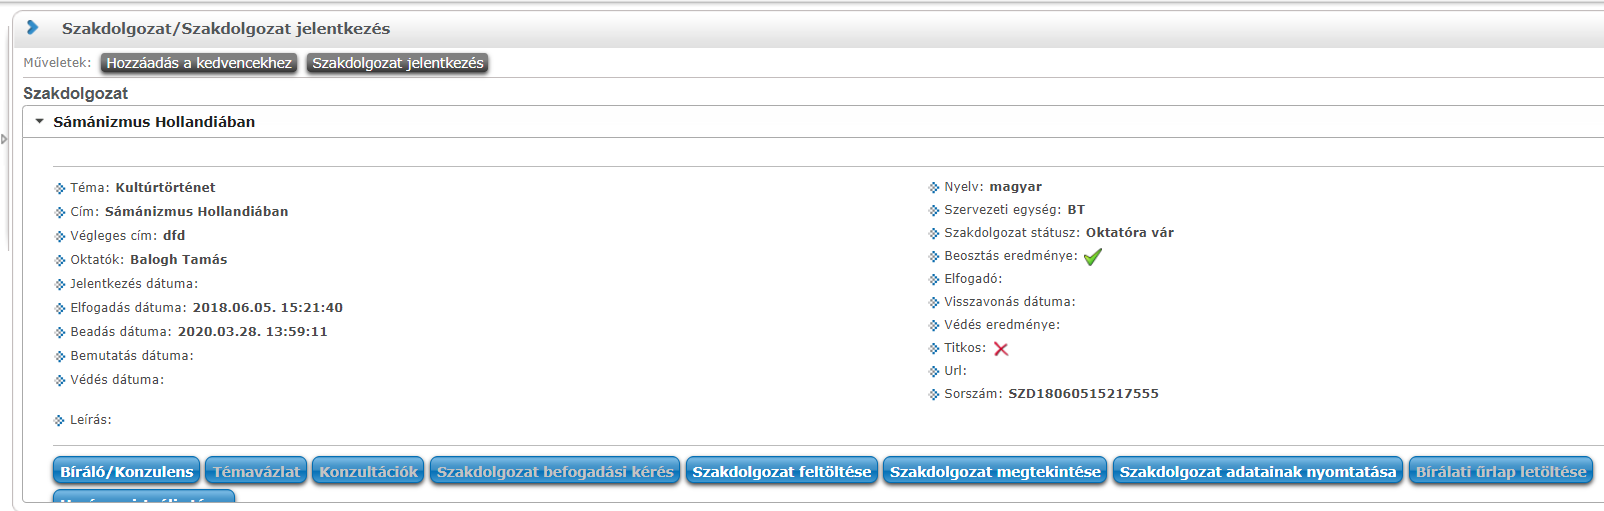 Szakdolgozat/Szakdolgozat jelentkezés
Műveletek: Hozzáadás a kedvencekhez Szakdolgozat jelentkezés
Szakdolgozat
Sámánizmus Hollandiában
Téma: Kultúrtörténet
Cím: Sámánizmus Hollandiában
Végleges cím: dfd
Oktatók: Balogh Tamás
Jelentkezés dátuma:
Elfogadás dátuma: 2018.06.05. 15:21:40
Beadás dátuma: 2020.03.28. 13:59:11
Bemutatás dátuma:
Védés dátuma:
Leírás:
Nyelv: magyar
Szervezeti egység: BT
Szakdolgozat státusz: Oktatóra vár
Beosztás eredménye:
Elfogadó:
Visszavonás dátuma:
Védés eredménye:
Titkos:
Url:
Sorszám: SZD18060515217555
Bíráló/Konzulens Témavázlat Konzultációk Szakdolgozat befogadási kérés Szakdolgozat feltöltése Szakdolgozat megtekintése Szakdolgozat adatainak nyomtatása Bírálati űrlap letöltése